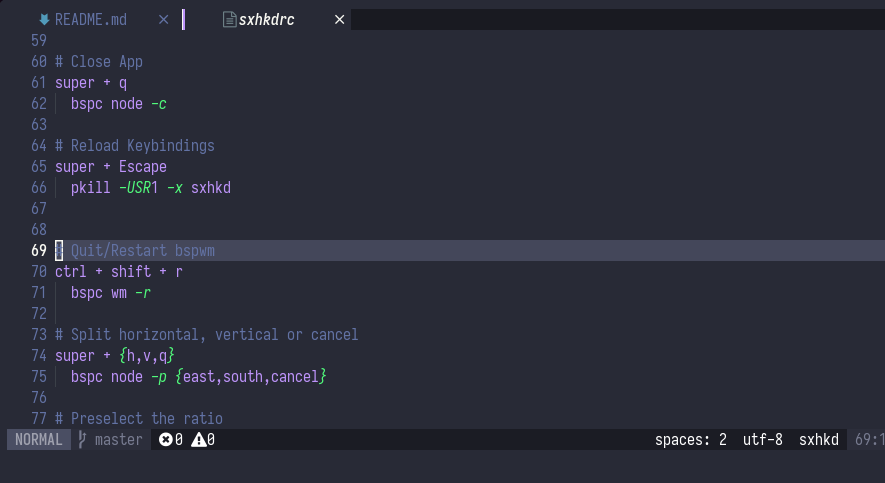 README.md × sxhkdrc ×
59
60 # Close App
61 super + q
62 bspc node -c
63
64 # Reload Keybindings
65 super + Escape
66 pkill -USR1 -x sxhkd
67
68
69 # Quit/Restart bspwm
70 ctrl + shift + r
71 bspc wm -r
72
73 # Split horizontal, vertical or cancel
74 super + {h,v,q}
75 bspc node -p {east,south,cancel}
76
77 # Preselect the ratio
NORMAL master 0 0 spaces: 2 utf-8 sxhkd 69:1